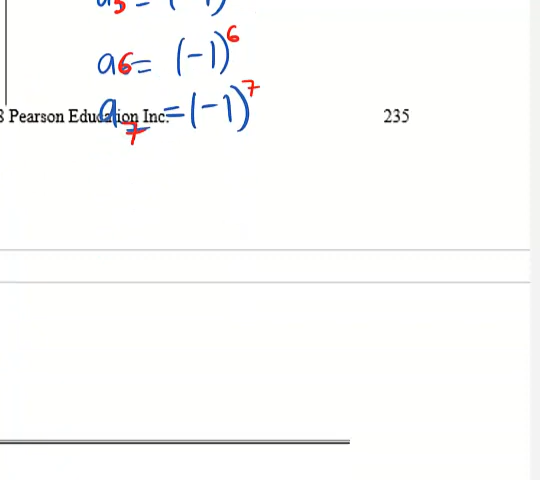 a₆ = (-1)⁶
a₇ = (-1)⁷
Pearson Education Inc. 235